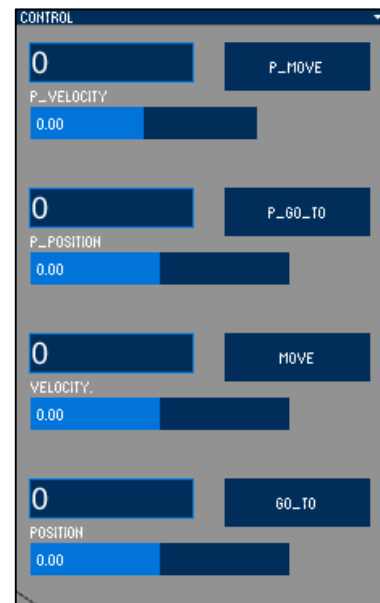 CONTROL
0
P_MOVE
P_VELOCITY
0.00
0
P_GO_TO
P_POSITION
0.00
0
MOVE
VELOCITY.
0.00
0
GO_TO
POSITION
0.00